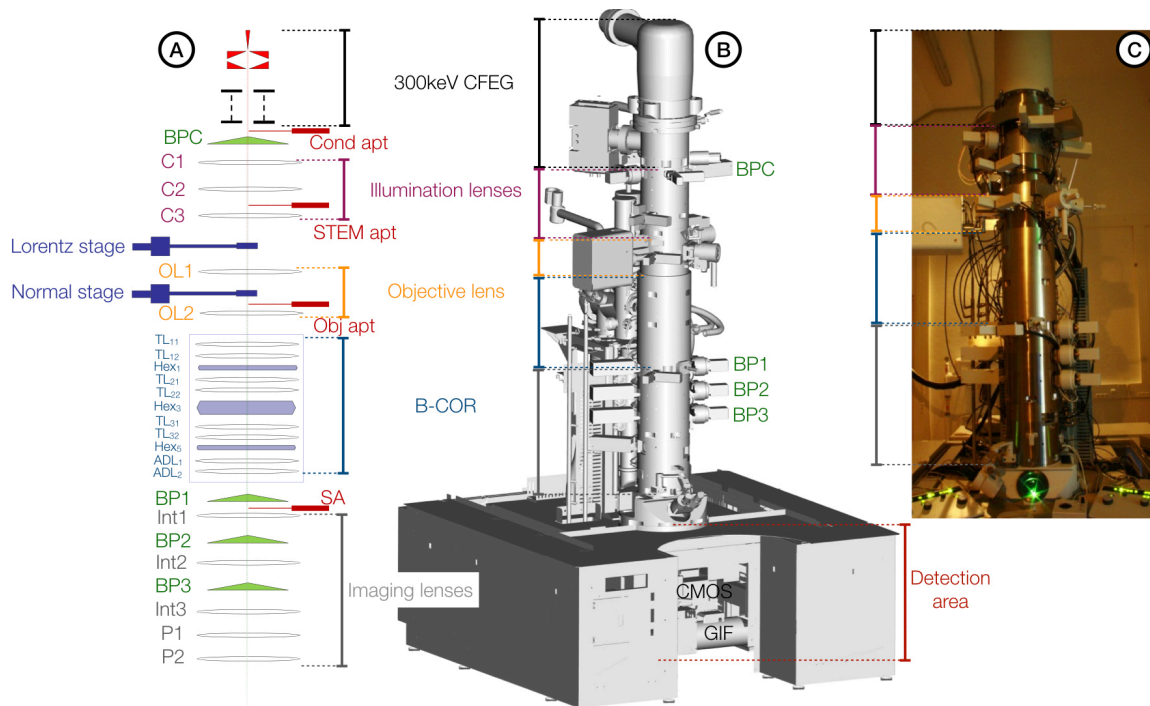 A
BPC
Cond apt
C1
C2
Illumination lenses
C3
STEM apt
Lorentz stage
OL1
Normal stage
Objective lens
OL2
Obj apt
TL11
TL12
Hex1
TL21
TL22
Hex3
B-COR
TL31
TL32
Hex5
ADL1
ADL2
BP1
SA
Int1
BP2
Int2
BP3
Imaging lenses
Int3
P1
P2
B
300keV CFEG
BPC
BP1
BP2
BP3
CMOS
GIF
Detection
area
C